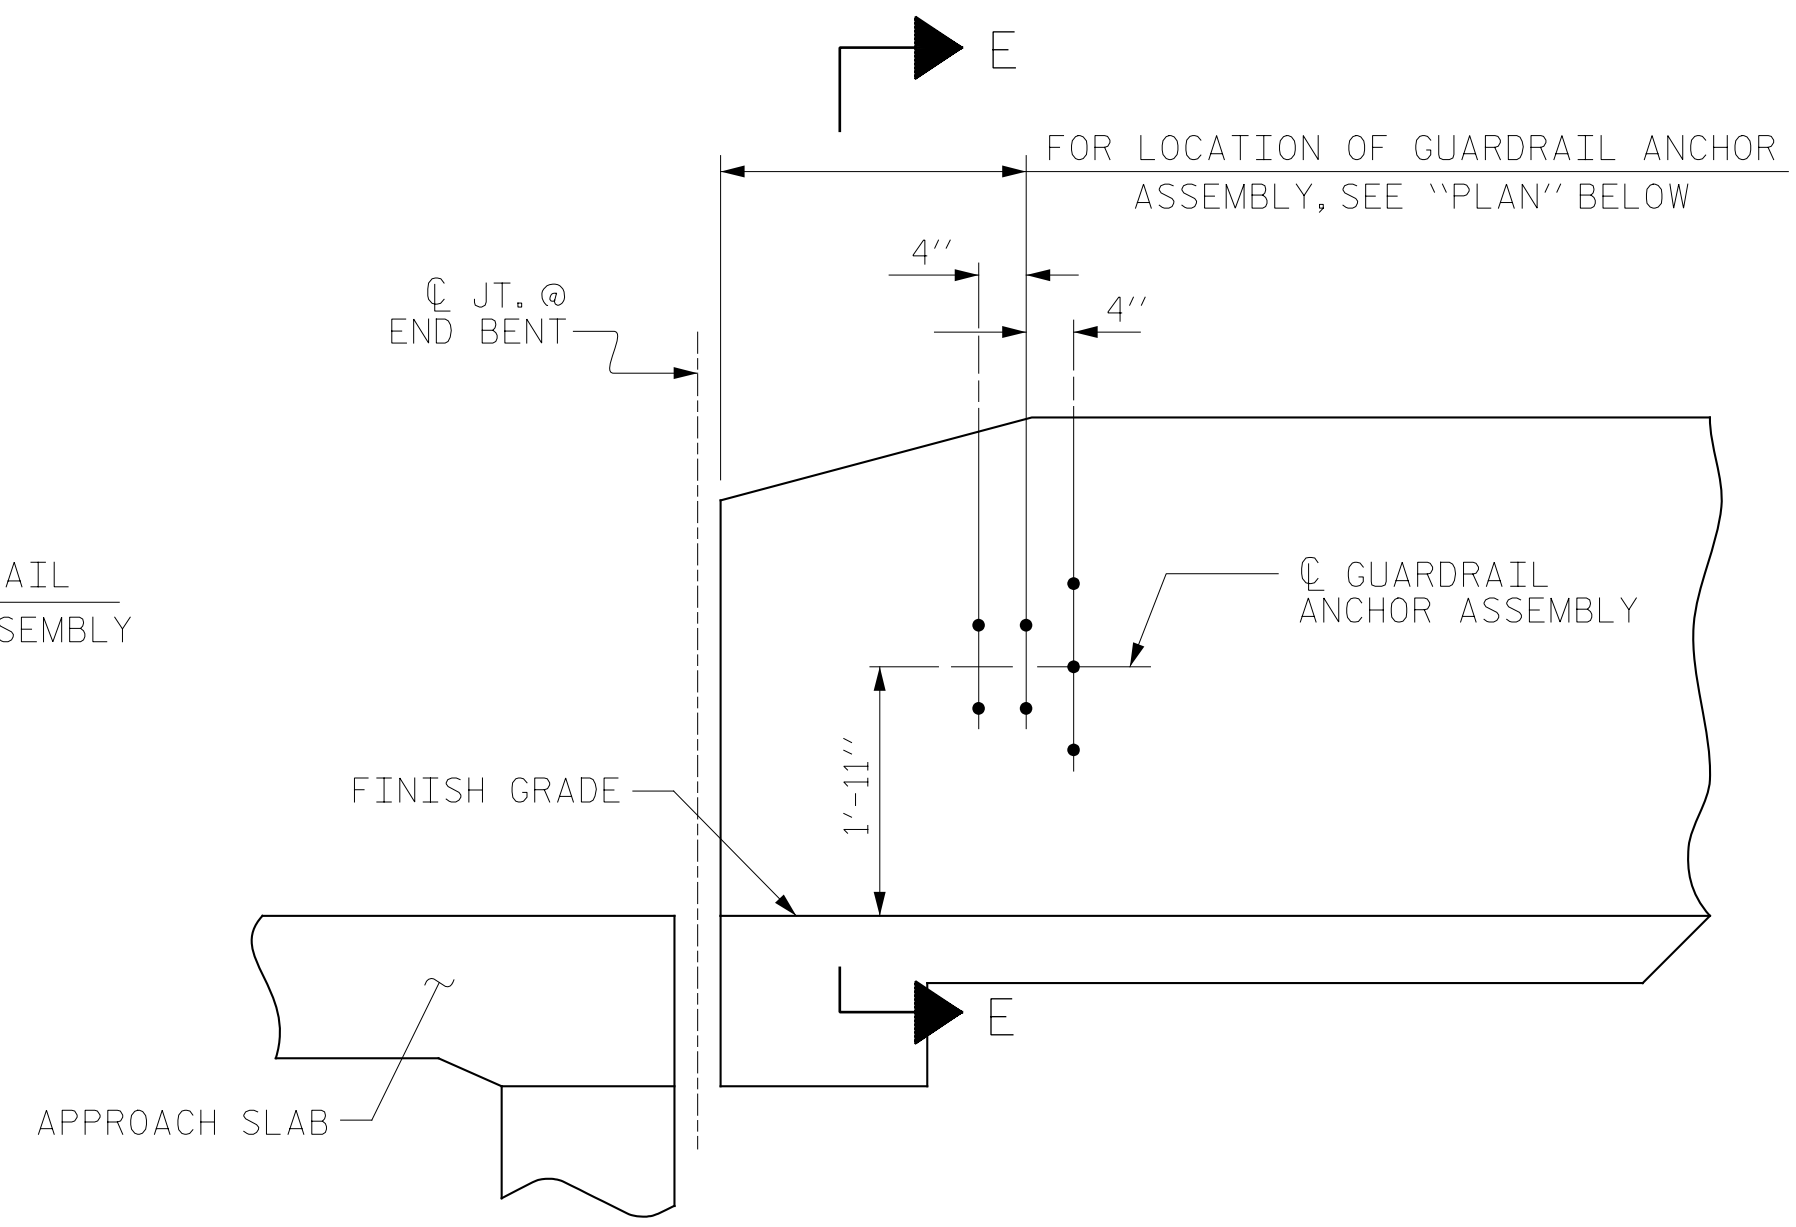 E
FOR LOCATION OF GUARDRAIL ANCHOR
ASSEMBLY, SEE ‶PLAN″ BELOW
4″
4″
℄ JT. @
END BENT
AIL
SEMBLY
℄ GUARDRAIL
ANCHOR ASSEMBLY
1′-11″
FINISH GRADE
E
APPROACH SLAB